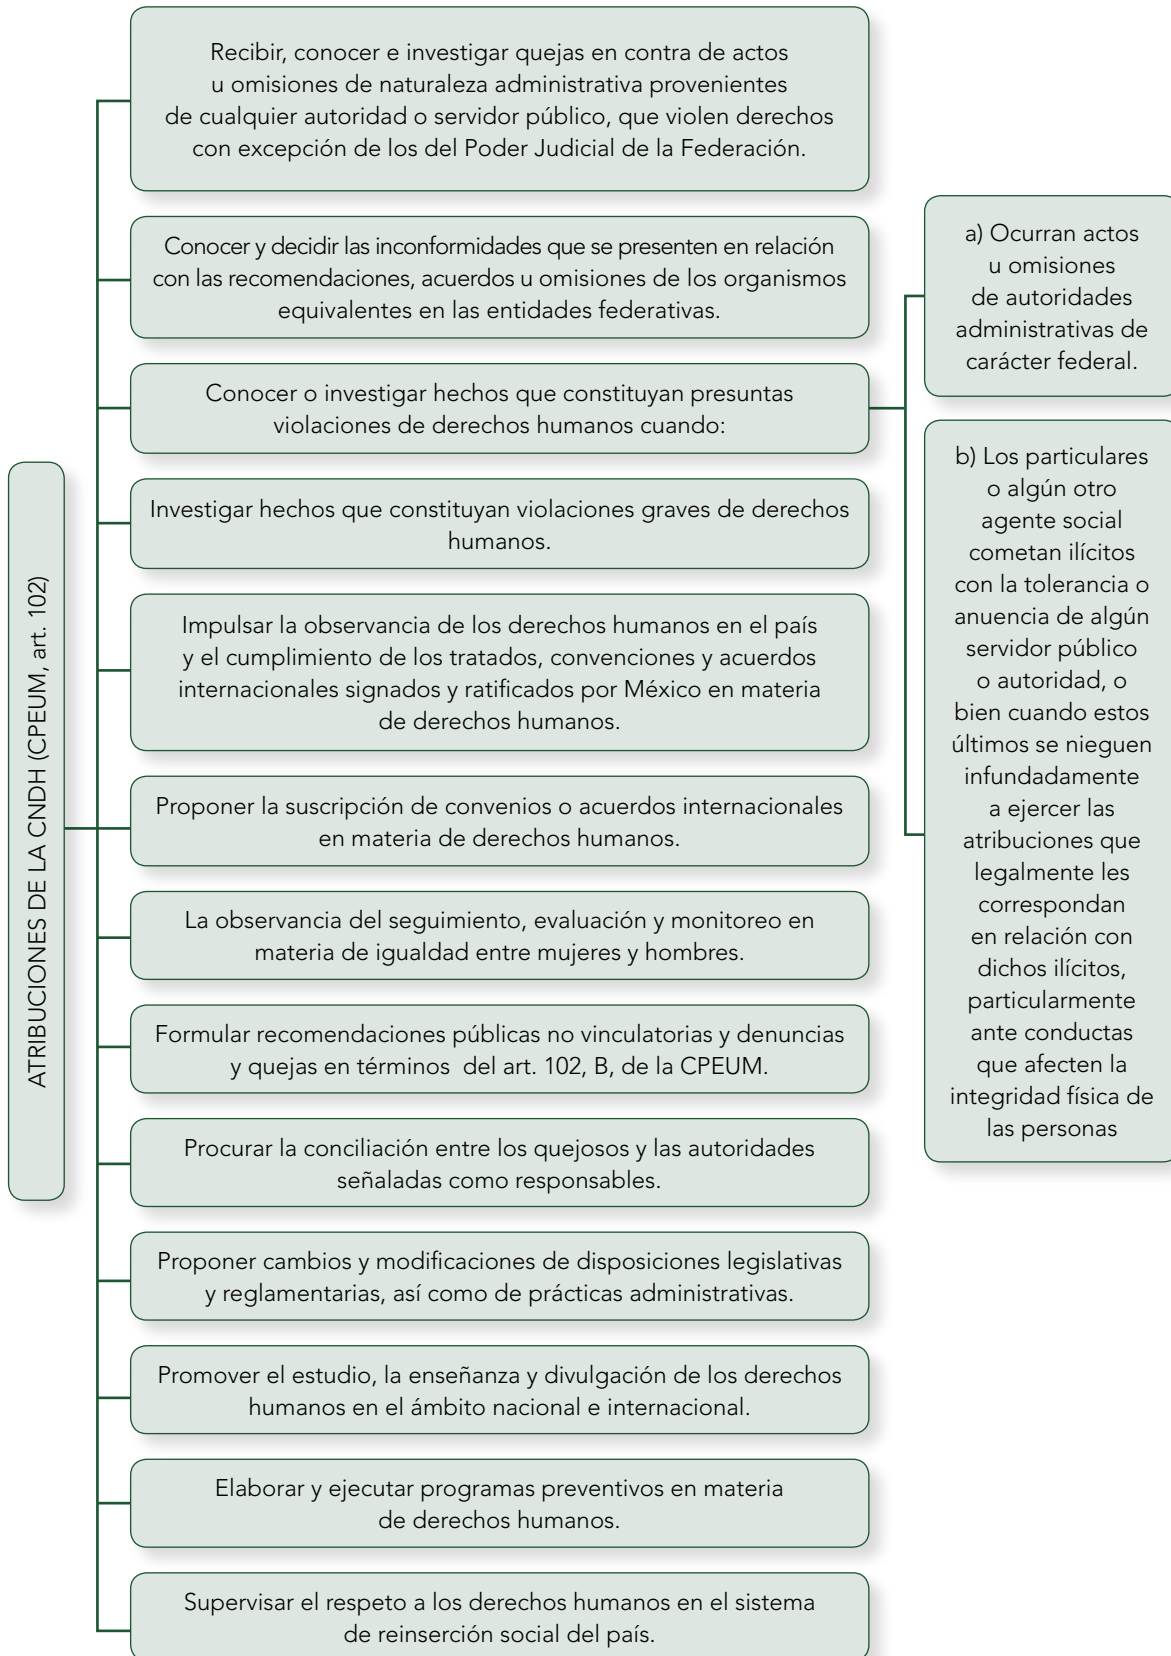 ATRIBUCIONES DE LA CNDH (CPEUM, art. 102)
Recibir, conocer e investigar quejas en contra de actos
u omisiones de naturaleza administrativa provenientes
de cualquier autoridad o servidor público, que violen derechos
con excepción de los del Poder Judicial de la Federación.
Conocer y decidir las inconformidades que se presenten en relación
con las recomendaciones, acuerdos u omisiones de los organismos
equivalentes en las entidades federativas.
Conocer o investigar hechos que constituyan presuntas
violaciones de derechos humanos cuando:
a) Ocurran actos
u omisiones
de autoridades
administrativas de
carácter federal.
b) Los particulares
o algún otro
agente social
cometan ilícitos
con la tolerancia o
anuencia de algún
servidor público
o autoridad, o
bien cuando estos
últimos se nieguen
infundadamente
a ejercer las
atribuciones que
legalmente les
correspondan
en relación con
dichos ilícitos,
particularmente
ante conductas
que afecten la
integridad física de
las personas
Investigar hechos que constituyan violaciones graves de derechos
humanos.
Impulsar la observancia de los derechos humanos en el país
y el cumplimiento de los tratados, convenciones y acuerdos
internacionales signados y ratificados por México en materia
de derechos humanos.
Proponer la suscripción de convenios o acuerdos internacionales
en materia de derechos humanos.
La observancia del seguimiento, evaluación y monitoreo en
materia de igualdad entre mujeres y hombres.
Formular recomendaciones públicas no vinculatorias y denuncias
y quejas en términos del art. 102, B, de la CPEUM.
Procurar la conciliación entre los quejosos y las autoridades
señaladas como responsables.
Proponer cambios y modificaciones de disposiciones legislativas
y reglamentarias, así como de prácticas administrativas.
Promover el estudio, la enseñanza y divulgación de los derechos
humanos en el ámbito nacional e internacional.
Elaborar y ejecutar programas preventivos en materia
de derechos humanos.
Supervisar el respeto a los derechos humanos en el sistema
de reinserción social del país.